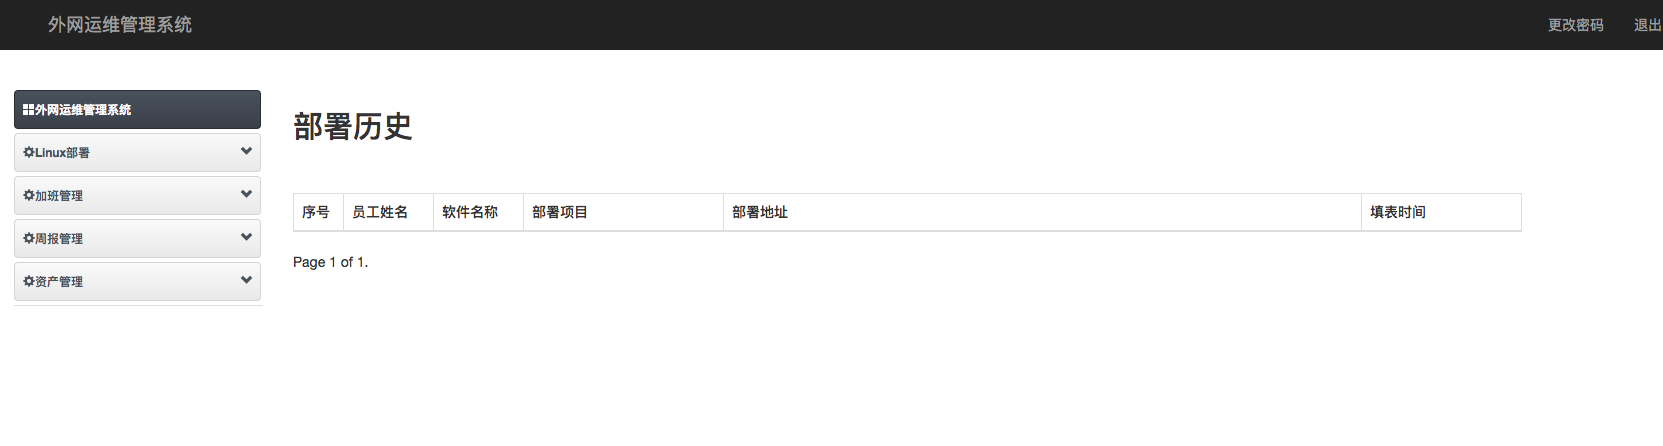 外网运维管理系统 更改密码 退出
外网运维管理系统
Linux部署
加班管理
周报管理
资产管理
部署历史
序号 员工姓名 软件名称 部署项目 部署地址 填表时间
Page 1 of 1.